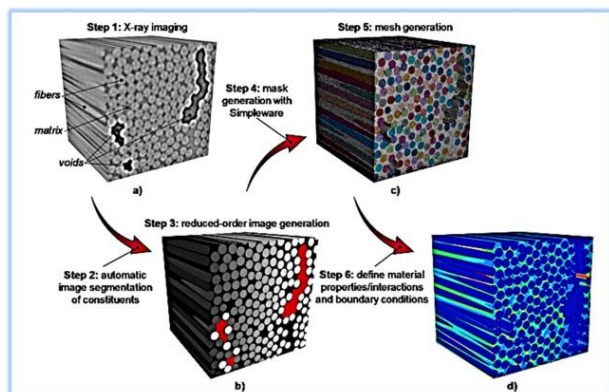 Step 1: X-ray imaging
fibers
matrix
voids
a)
Step 2: automatic
image segmentation
of constituents
Step 3: reduced-order image generation
b)
Step 4: mask
generation with
Simpleware
Step 5: mesh generation
c)
Step 6: define material
properties/interactions
and boundary conditions
d)